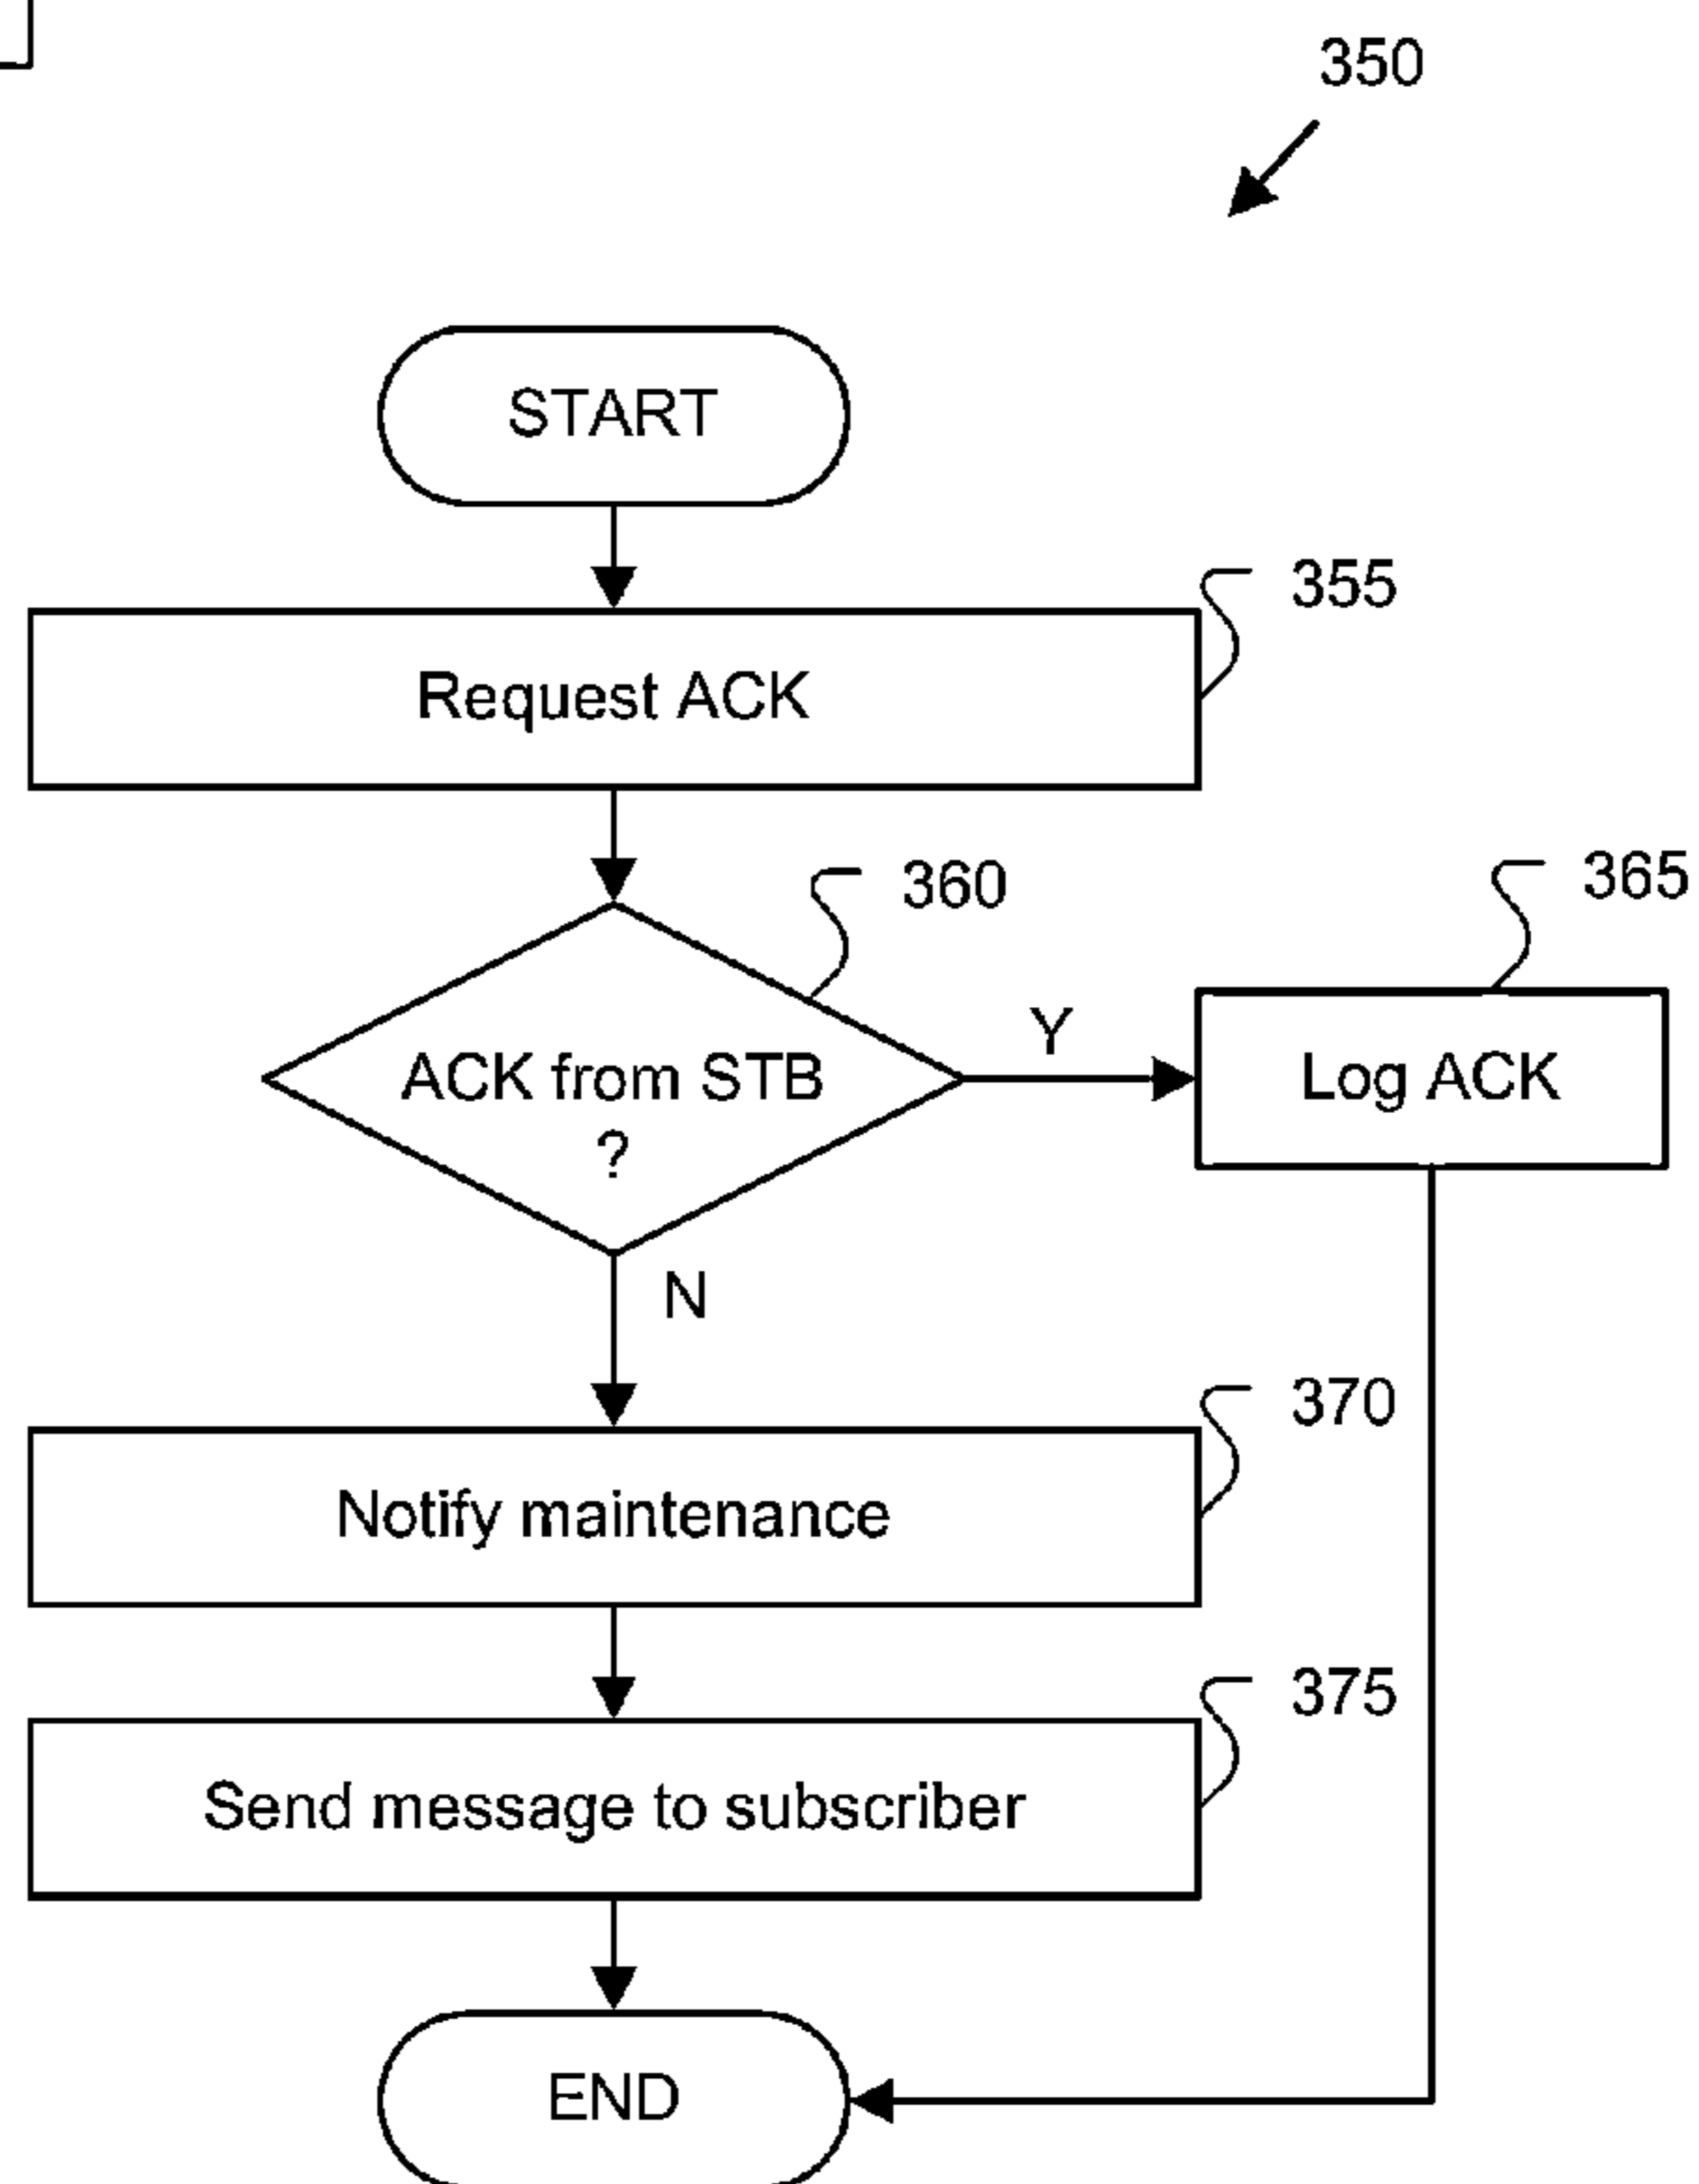 350
START
355
Request ACK
360
365
Y
ACK from STB
?
Log ACK
N
370
Notify maintenance
375
Send message to subscriber
END